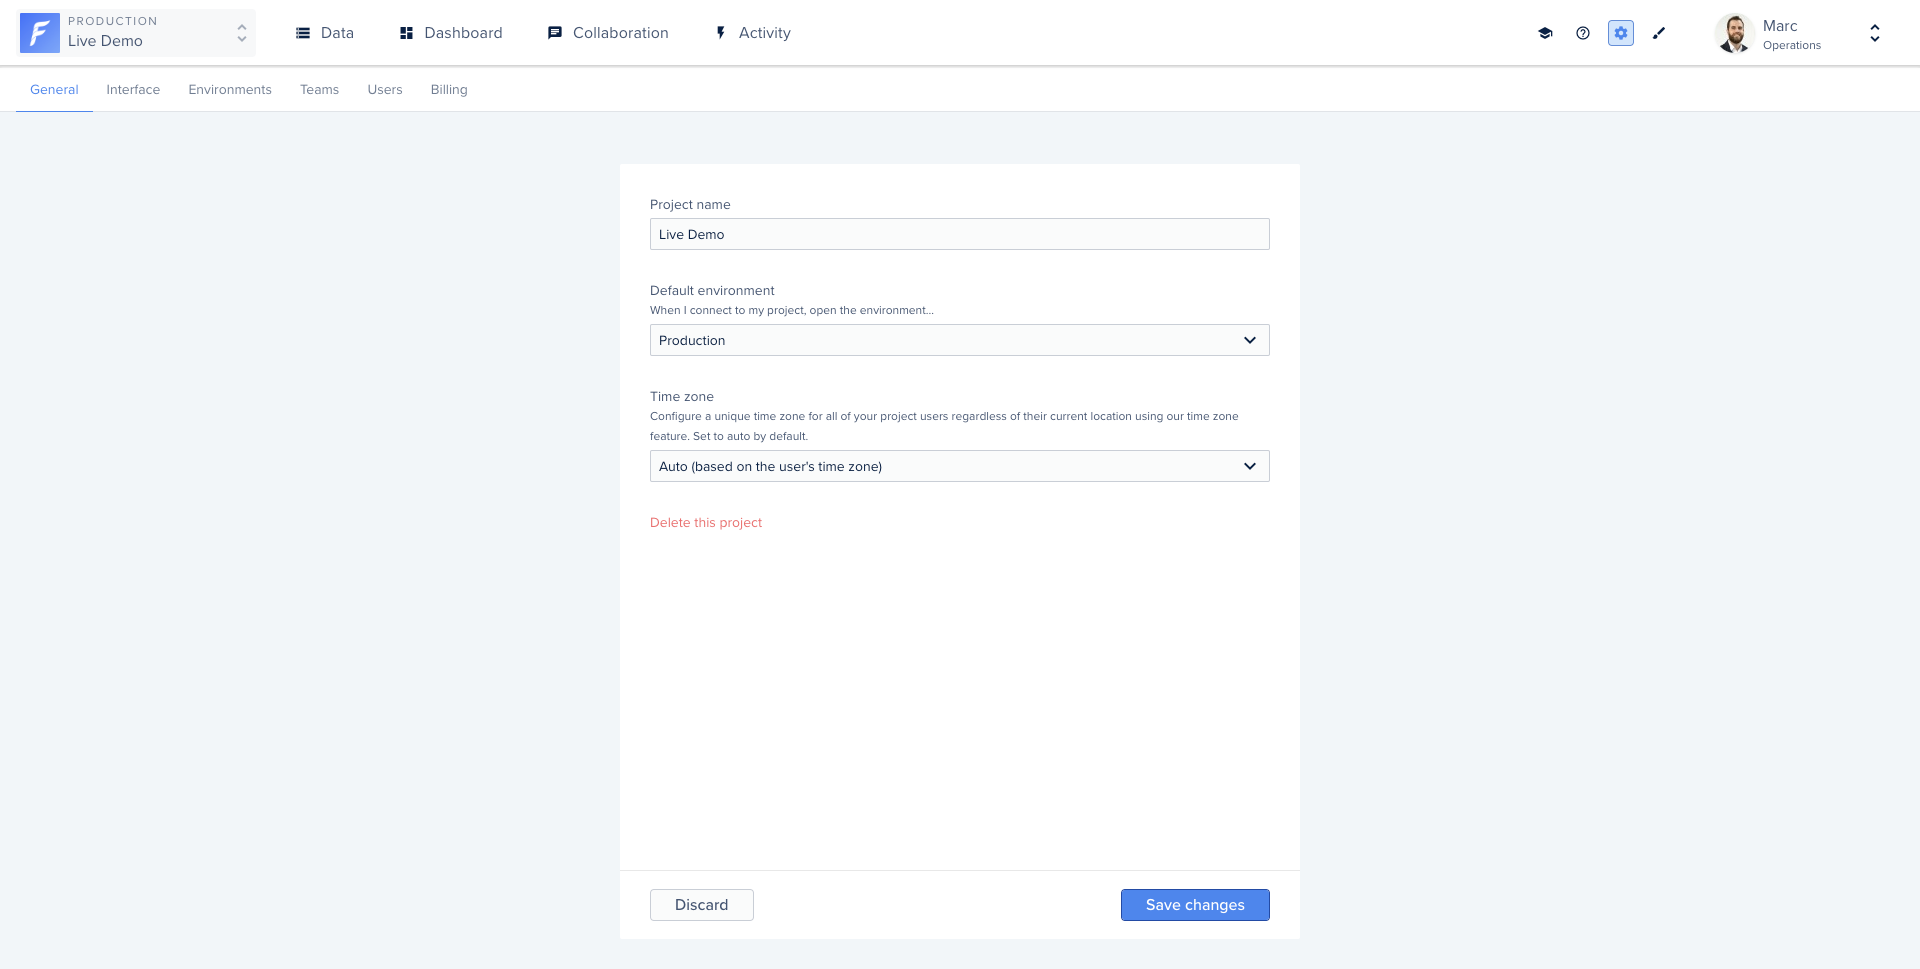 PRODUCTION
Live Demo
Data
Dashboard
Collaboration
Activity
Marc
Operations
General
Interface
Environments
Teams
Users
Billing
Project name
Live Demo
Default environment
When I connect to my project, open the environment...
Production
Time zone
Configure a unique time zone for all of your project users regardless of their current location using our time zone
feature. Set to auto by default.
Auto (based on the user's time zone)
Delete this project
Discard
Save changes